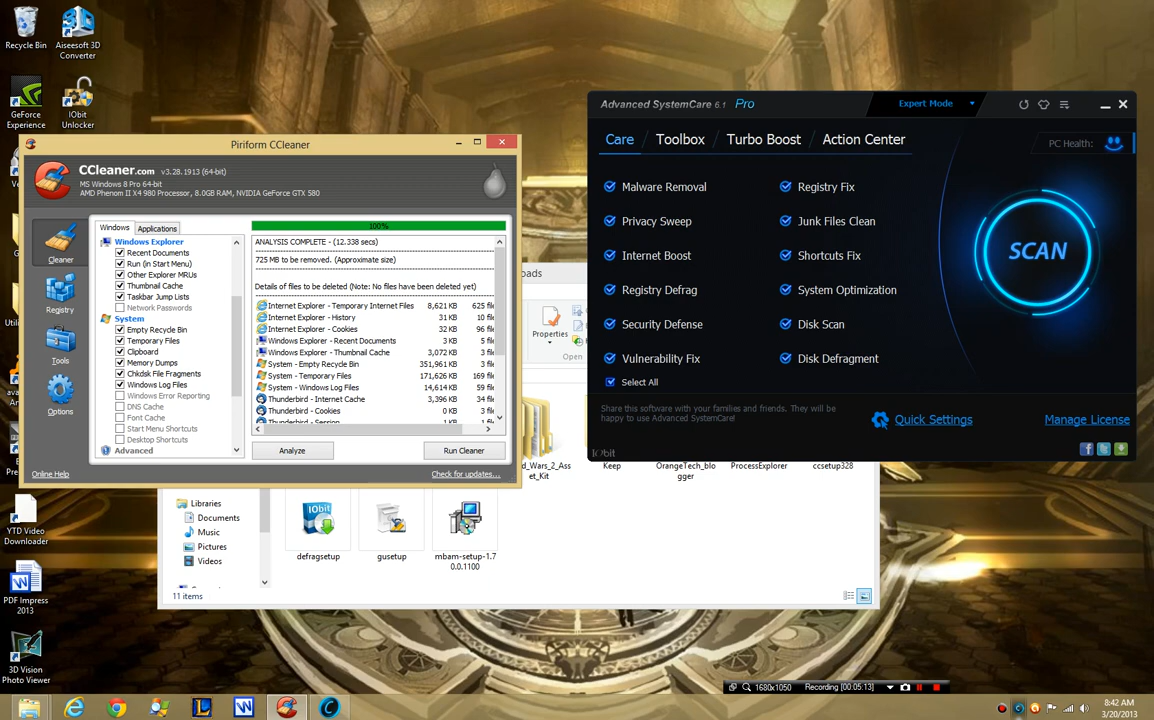 Recycle Bin
Aiseesoft 3D
Converter
GeForce
Experience
IObit
Unlocker
YTD Video
Downloader
PDF Impress
2013
3D Vision
Photo Viewer
Piriform CCleaner
CCleaner.com v3.28.1913 (64-bit)
MS Windows 8 Pro 64-bit
AMD Phenom II X4 980 Processor, 8.0GB RAM, NVIDIA GeForce GTX 580
Cleaner
Registry
Tools
Options
Windows
Applications
Windows Explorer
Recent Documents
Run (in Start Menu)
Other Explorer MRUs
Thumbnail Cache
Taskbar Jump Lists
Network Passwords
System
Empty Recycle Bin
Temporary Files
Clipboard
Memory Dumps
Chkdsk File Fragments
Windows Log Files
Windows Error Reporting
DNS Cache
Font Cache
Start Menu Shortcuts
Desktop Shortcuts
Advanced
100%
ANALYSIS COMPLETE - (12.338 secs)
725 MB to be removed. (Approximate size)
Details of files to be deleted (Note: No files have been deleted yet)
Internet Explorer - Temporary Internet Files 8,621 KB 625 file
Internet Explorer - History 31 KB 10 file
Internet Explorer - Cookies 32 KB 96 file
Windows Explorer - Recent Documents 3 KB 5 file
Windows Explorer - Thumbnail Cache 3,072 KB 3 file
System - Empty Recycle Bin 351,961 KB 51 file
System - Temporary Files 171,626 KB 169 file
System - Windows Log Files 14,614 KB 59 file
Thunderbird - Internet Cache 3,396 KB 34 file
Thunderbird - Cookies 0 KB 3 file
Analyze
Run Cleaner
Online Help
Check for updates...
oads
Properties
Open
d_Wars_2_Ass
et_Kit
Keep
OrangeTech_blo
gger
ProcessExplorer
ccsetup328
Libraries
Documents
Music
Pictures
Videos
defragsetup
gusetup
mbam-setup-1.7
0.0.1100
11 items
Advanced SystemCare 6.1 Pro
Expert Mode
Care
Toolbox
Turbo Boost
Action Center
PC Health:
Malware Removal
Registry Fix
Privacy Sweep
Junk Files Clean
Internet Boost
Shortcuts Fix
Registry Defrag
System Optimization
Security Defense
Disk Scan
Vulnerability Fix
Disk Defragment
Select All
SCAN
Share this software with your families and friends. They will be
happy to use Advanced SystemCare!
Quick Settings
Manage License
IObit
1680x1050
Recording [00:05:13]
8:42 AM
3/20/2013